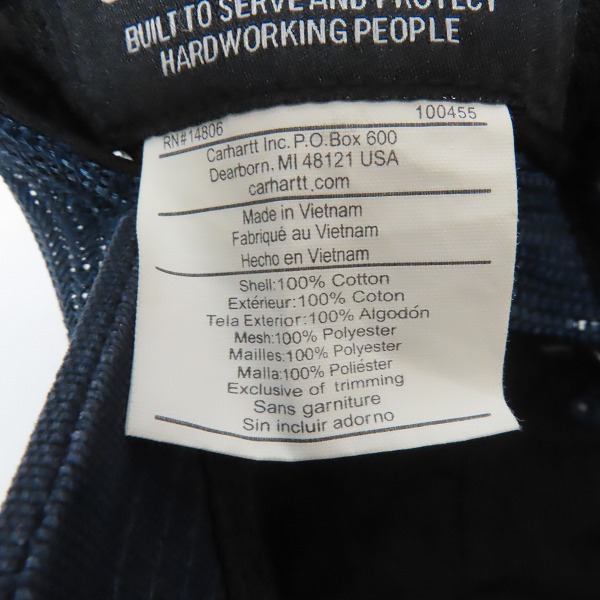 BUILT TO SERVE AND PROTECT
HARDWORKING PEOPLE
RN#14806 100455
Carhartt Inc. P.O.Box 600
Dearborn, MI 48121 USA
carhartt.com
Made in Vietnam
Fabriqué au Vietnam
Hecho en Vietnam
Shell:100% Cotton
Extérieur:100% Coton
Tela Exterior:100% Algodón
Mesh:100% Polyester
Mailles:100% Polyester
Malla:100% Poliéster
Exclusive of trimming
Sans garniture
Sin incluir adorno